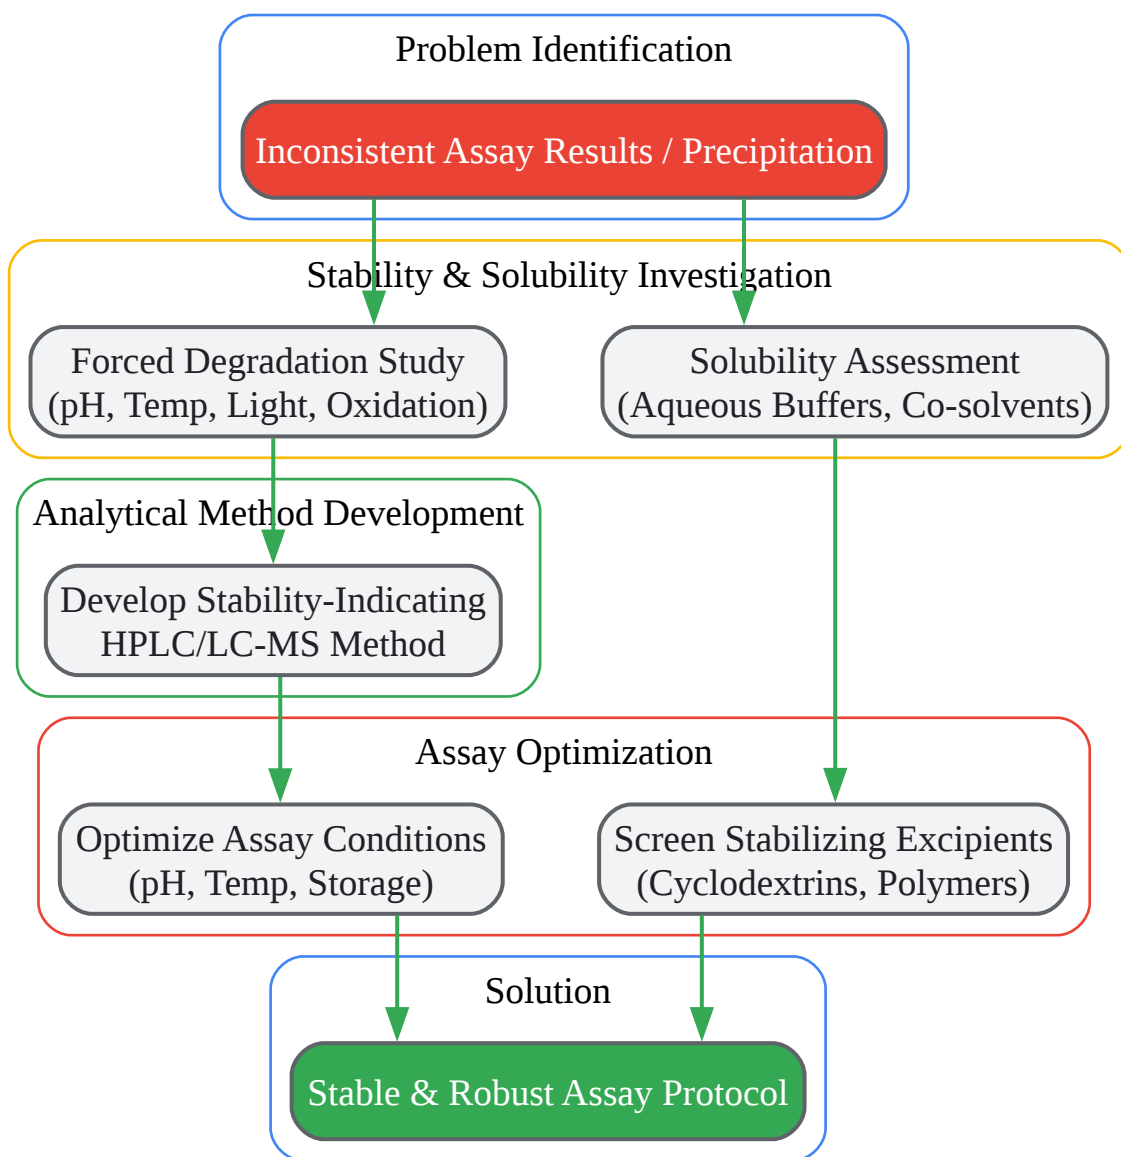 Problem Identification
Inconsistent Assay Results / Precipitation
Stability & Solubility Investigation
Forced Degradation Study
(pH, Temp, Light, Oxidation)
Solubility Assessment
(Aqueous Buffers, Co-solvents)
Analytical Method Development
Develop Stability-Indicating
HPLC/LC-MS Method
Assay Optimization
Optimize Assay Conditions
(pH, Temp, Storage)
Screen Stabilizing Excipients
(Cyclodextrins, Polymers)
Solution
Stable & Robust Assay Protocol